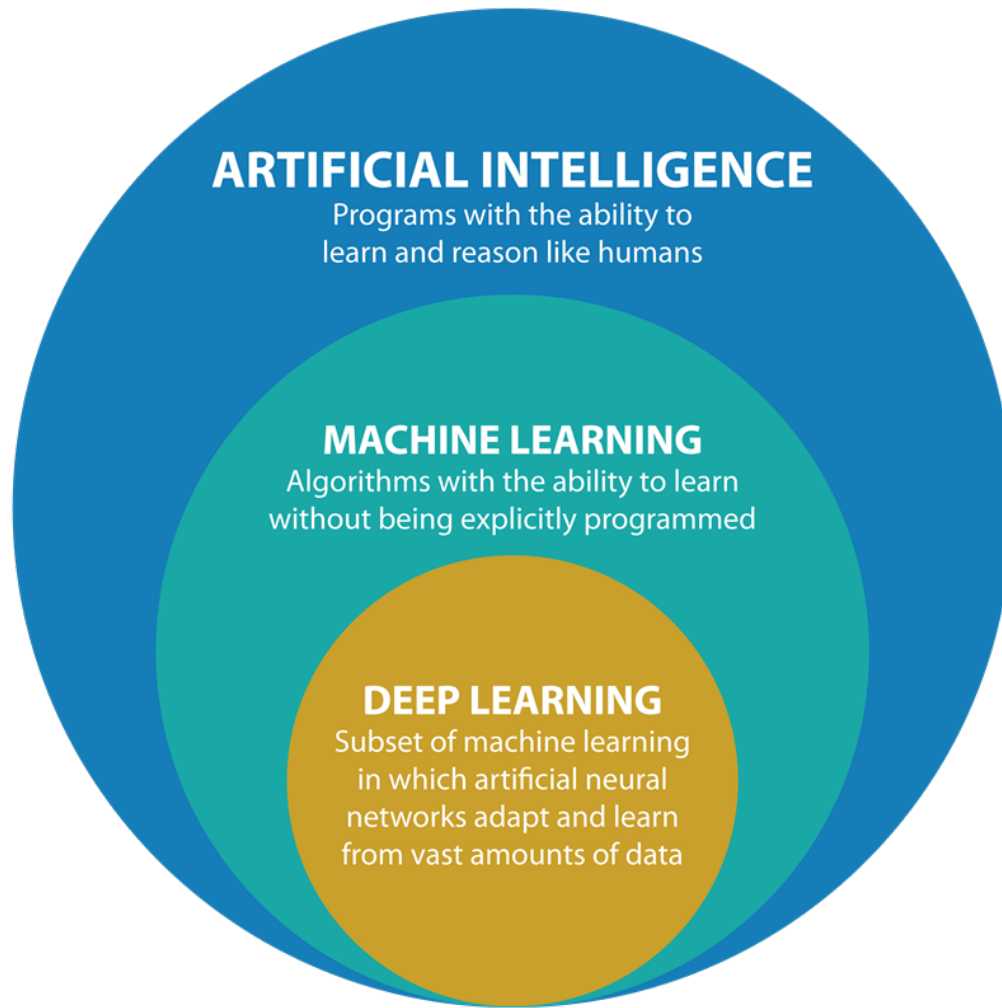 ARTIFICIAL INTELLIGENCE
Programs with the ability to
learn and reason like humans
MACHINE LEARNING
Algorithms with the ability to learn
without being explicitly programmed
DEEP LEARNING
Subset of machine learning
in which artificial neural
networks adapt and learn
from vast amounts of data